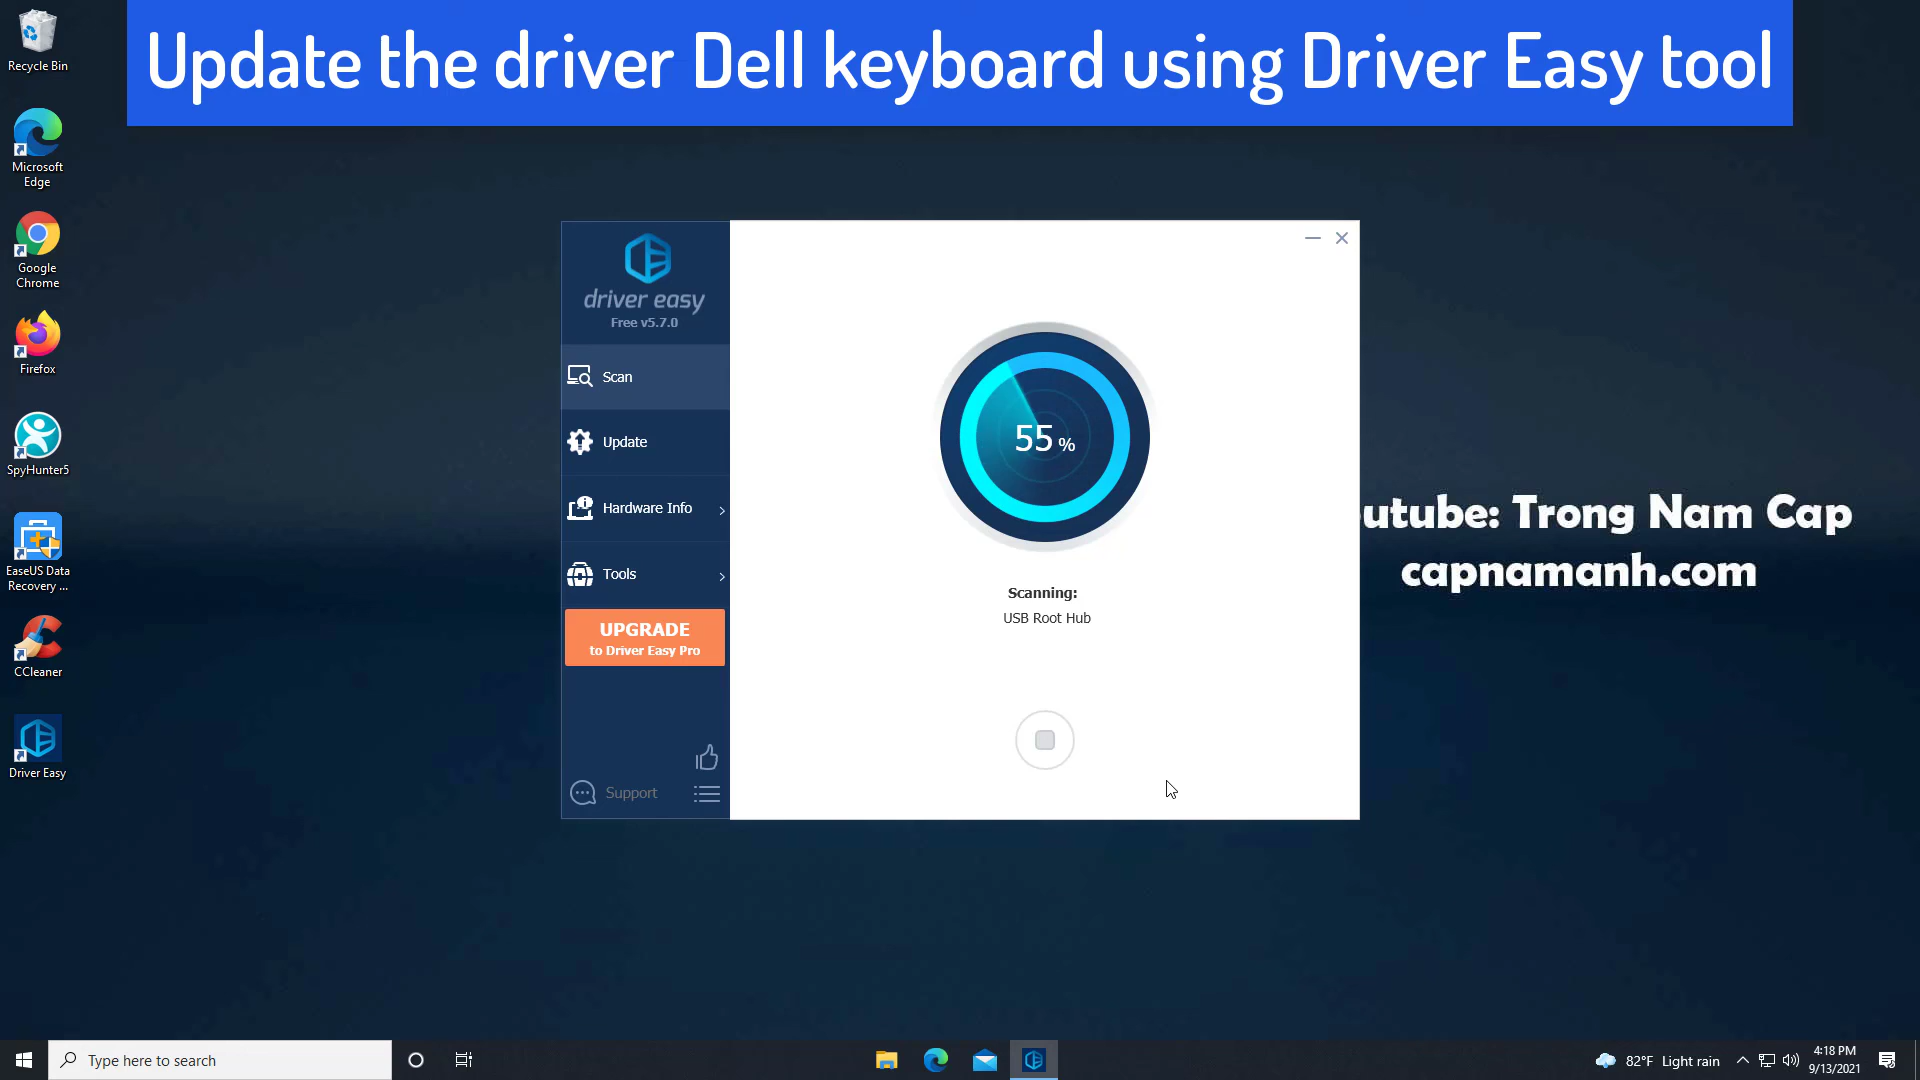 Update the driver Dell keyboard using Driver Easy tool
Recycle Bin
Microsoft
Edge
Google
Chrome
Firefox
SpyHunter5
EaseUS Data
Recovery ...
CCleaner
Driver Easy
driver easy
Free v5.7.0
Scan
Update
Hardware Info
Tools
UPGRADE
to Driver Easy Pro
Support
55 %
Scanning:
USB Root Hub
utube: Trong Nam Cap
capnamanh.com
Type here to search
82°F Light rain
4:18 PM
9/13/2021